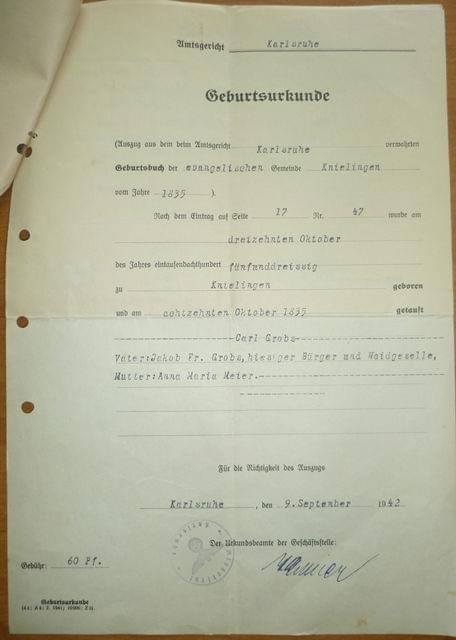 Amtsgericht Karlsruhe
Geburtsurkunde
(Auszug aus dem beim Amtsgericht Karlsruhe verwahrten
Geburtsbuch der evangelischen Gemeinde Knielingen
vom Jahre 1835 ).
Nach dem Eintrag auf Seite 17 Nr. 47 wurde am
dreizehnten Oktober
des Jahres eintausendachthundert fünfunddreissig
zu Knielingen geboren
und am achtzehnten Oktober 1835 getauft
Carl Grobs
Vater:Jakob Fr. Grobs, hiesiger Bürger und Waidgeselle,
Mutter:Anna Maria Meier.
Für die Richtigkeit des Auszugs
Karlsruhe , den 9.September 1942
Der Urkundsbeamte der Geschäftsstelle:
Gebühr: 60 Pf.
Geburtsurkunde